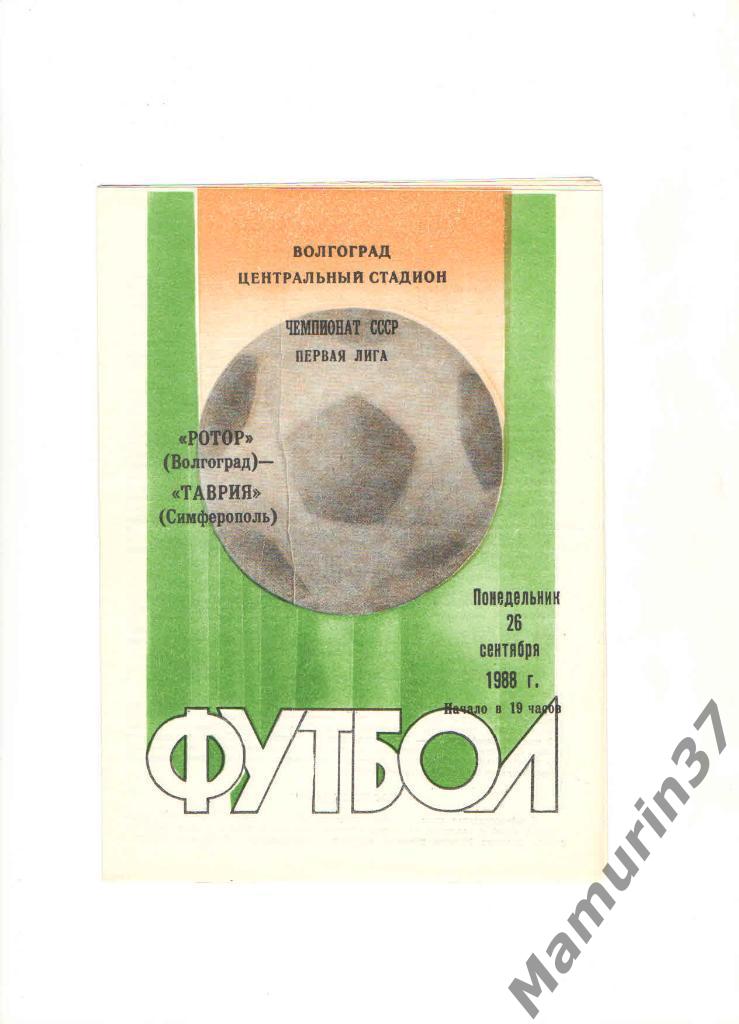 ВОЛГОГРАД
ЦЕНТРАЛЬНЫЙ СТАДИОН
ЧЕМПИОНАТ СССР
ПЕРВАЯ ЛИГА
«РОТОР»
(Волгоград)—
«ТАВРИЯ»
(Симферополь)
Понедельник
26
сентября
1988 г.
Начало в 19 часов
ФУТБОЛ
Mamurin37